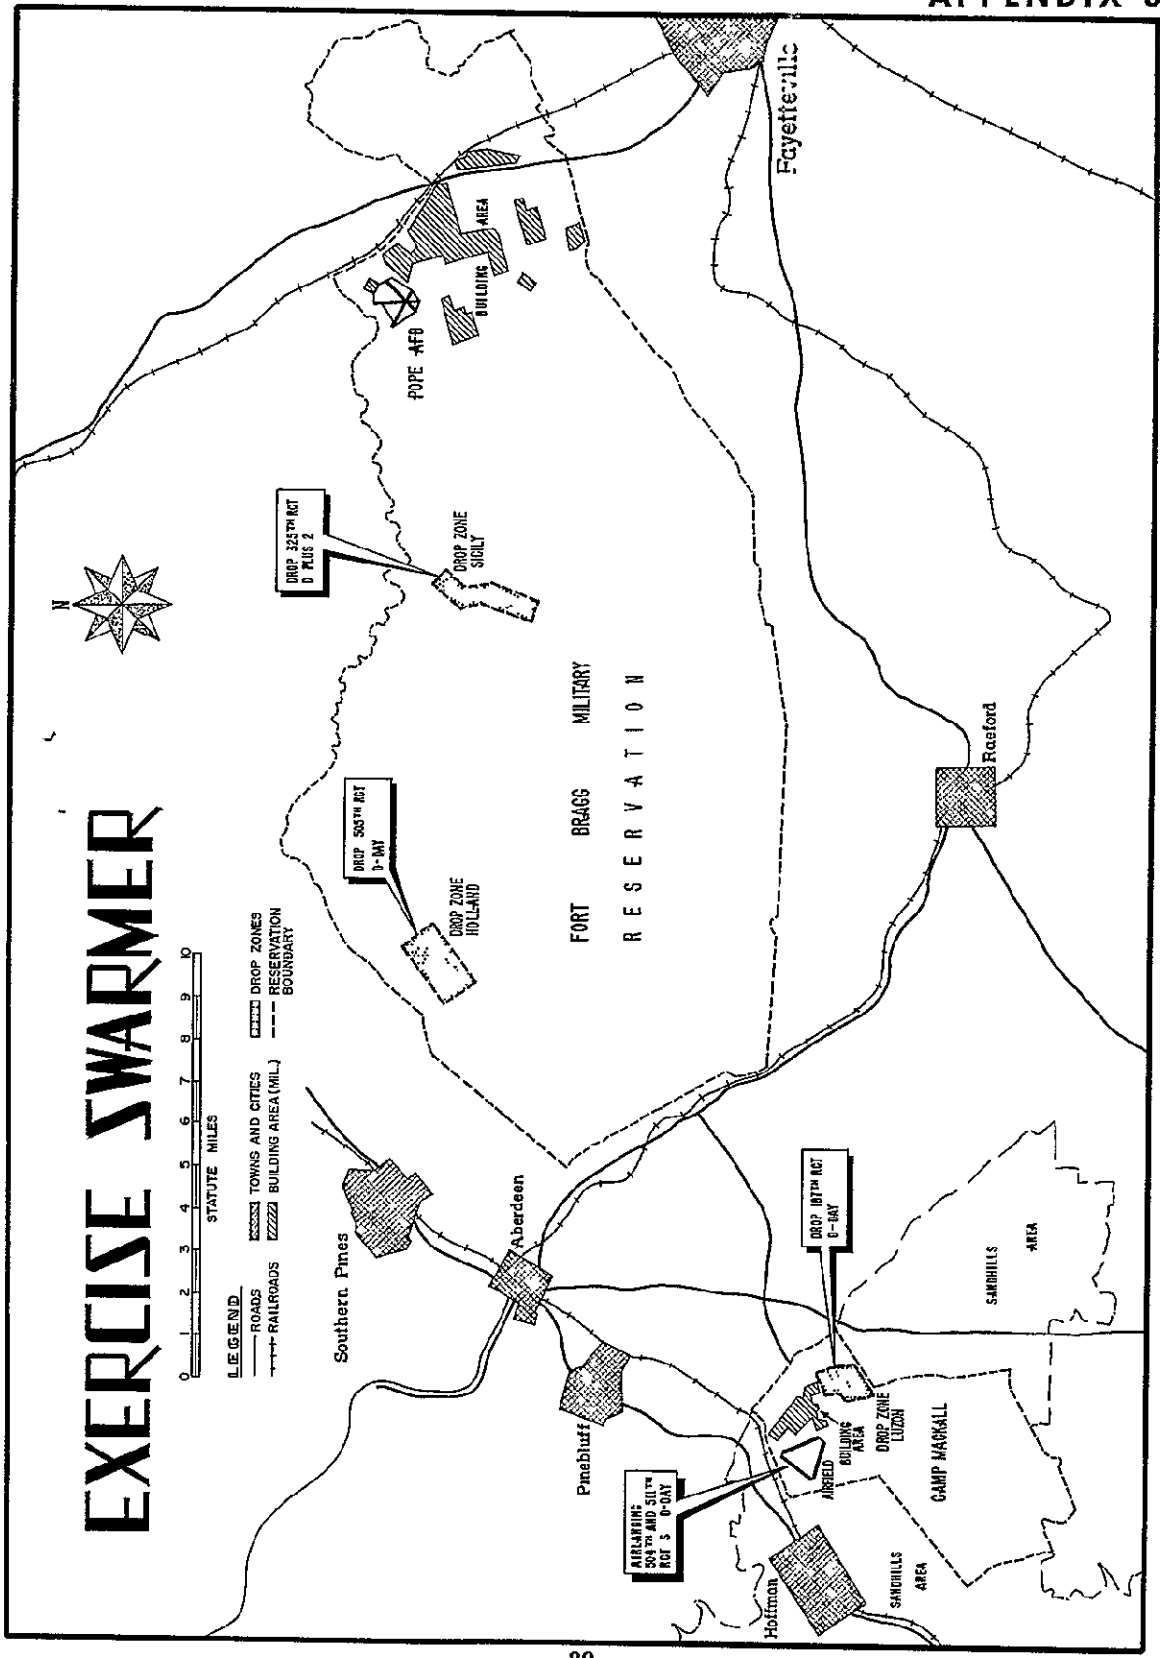 APPENDIX
EXERCISE SWARMER
N
0 1 2 3 4 5 6 7 8 9 10
STATUTE MILES
LEGEND
ROADS
RAILROADS
TOWNS AND CITIES
BUILDING AREA (MIL.)
DROP ZONES
RESERVATION
BOUNDARY
Southern Pines
Aberdeen
Pinebluff
Hoffman
Raeford
Fayetteville
DROP 325TH RCT
D PLUS 2
DROP ZONE
SICILY
DROP 505TH RCT
D-DAY
DROP ZONE
HOLLAND
POPE AFB
BUILDING AREA
FORT BRAGG MILITARY
RESERVATION
DROP 187TH RCT
D-DAY
AIRLANDING
504TH AND 511TH
RCT S D-DAY
AIRFIELD
BUILDING
AREA
DROP ZONE
LUZON
CAMP MACKALL
SANDHILLS
AREA
SANDHILLS
AREA